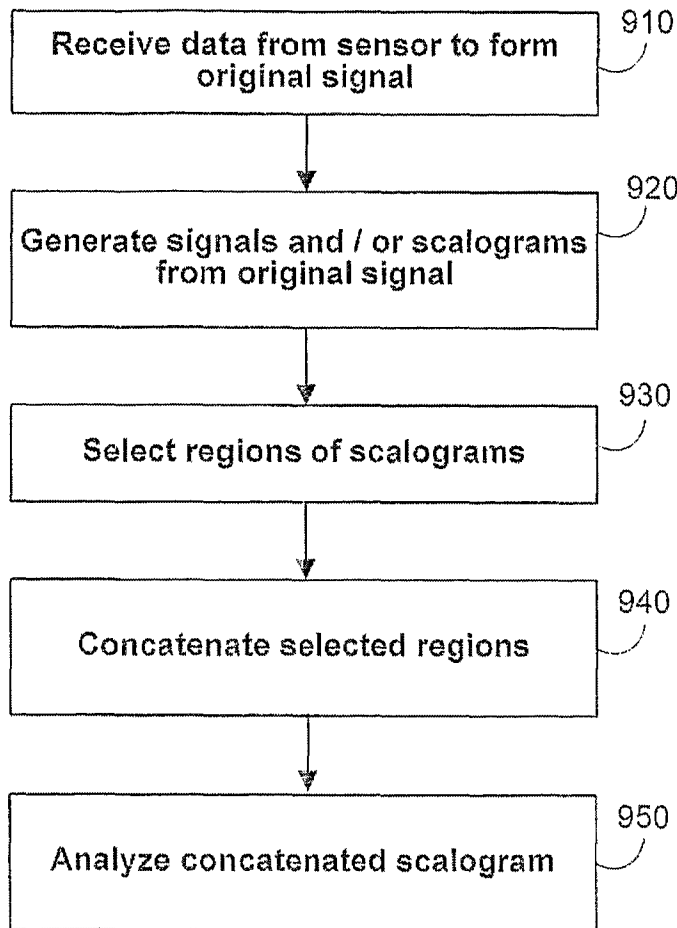 910
Receive data from sensor to form
original signal
920
Generate signals and / or scalograms
from original signal
930
Select regions of scalograms
940
Concatenate selected regions
950
Analyze concatenated scalogram